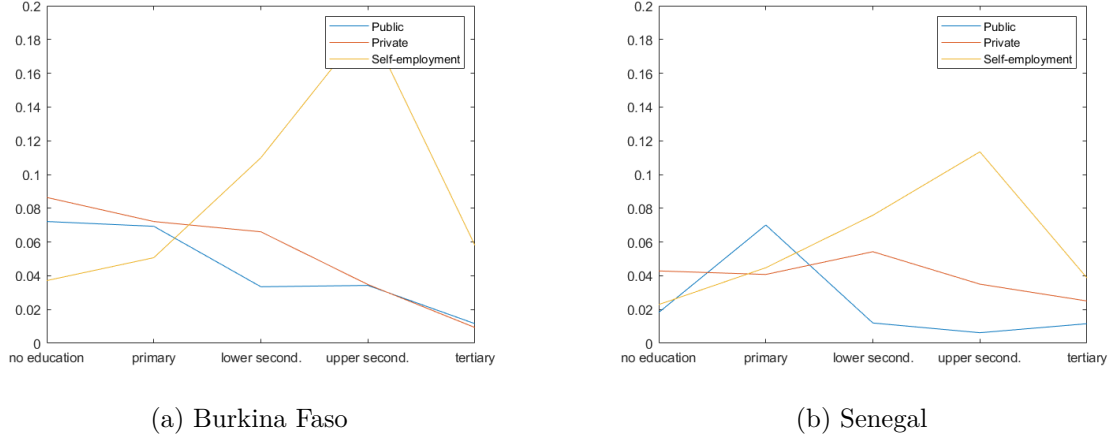 0.2
0.18
0.16
0.14
0.12
0.1
0.08
0.06
0.04
0.02
0
no education
primary
lower second.
upper second.
tertiary
Public
Private
Self-employment
(a) Burkina Faso
0.2
0.18
0.16
0.14
0.12
0.1
0.08
0.06
0.04
0.02
0
no education
primary
lower second.
upper second.
tertiary
Public
Private
Self-employment
(b) Senegal